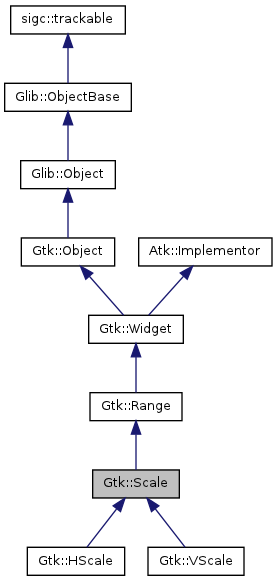 sigc::trackable
Glib::ObjectBase
Glib::Object
Gtk::Object
Atk::Implementor
Gtk::Widget
Gtk::Range
Gtk::Scale
Gtk::HScale
Gtk::VScale